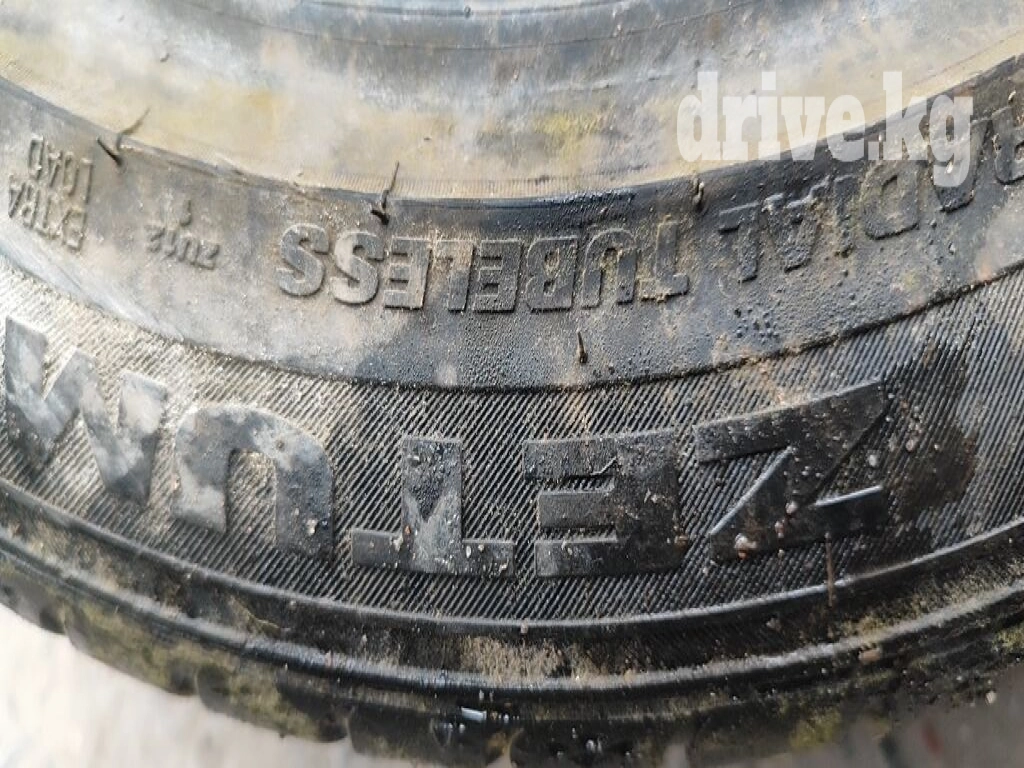 drive.kg
RADIAL TUBELESS
EXTRA
LOAD
ZETUM